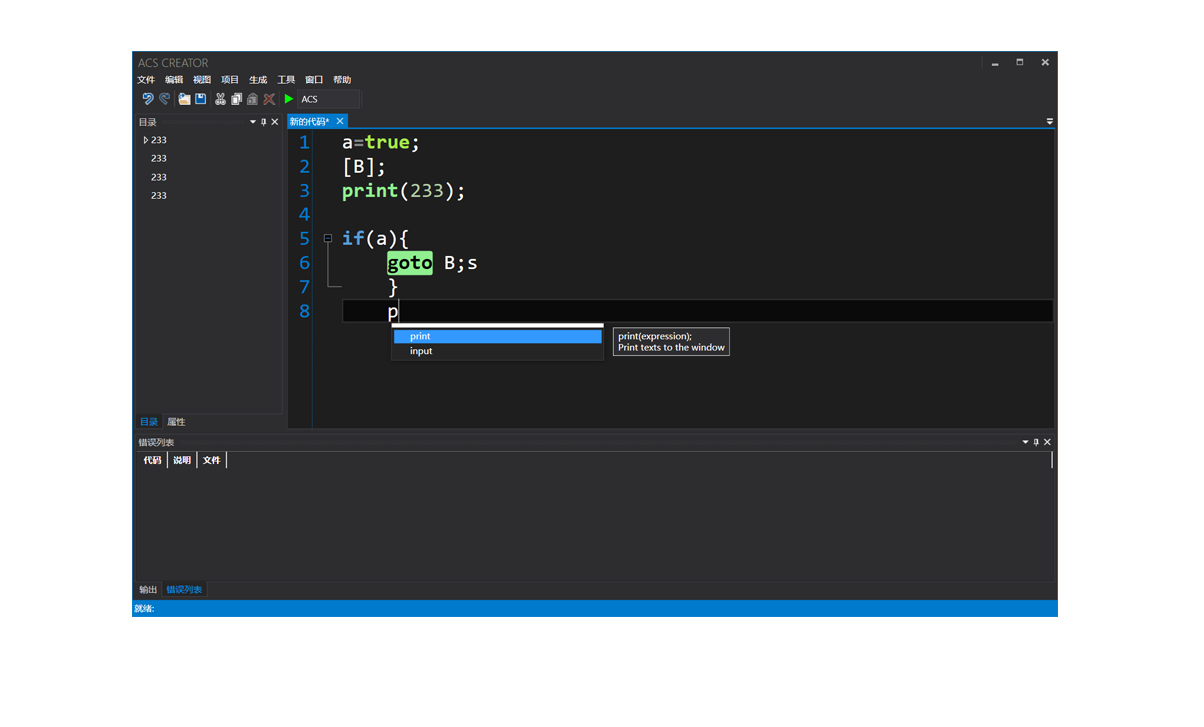 ACS CREATOR
文件 编辑 视图 项目 生成 工具 窗口 帮助
ACS
目录
233
233
233
233
目录 属性
新的代码*
1 a=true;
2 [B];
3 print(233);
4
5 if(a){
6 goto B;s
7 }
8 p
print
input
print(expression);
Print texts to the window
错误列表
代码 说明 文件
输出 错误列表
就绪: